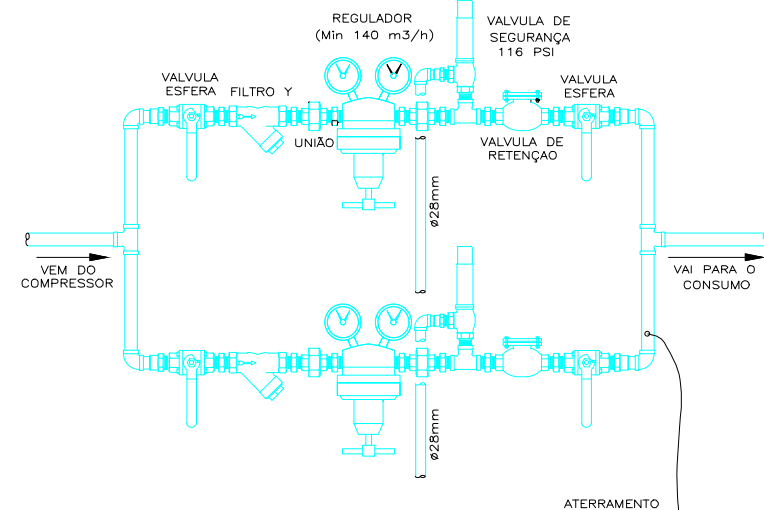 REGULADOR
(Min 140 m3/h)
VALVULA DE
SEGURANÇA
116 PSI
VALVULA
ESFERA
FILTRO Y
VALVULA
ESFERA
UNIÃO
VALVULA DE
RETENÇAO
ø28mm
VEM DO
COMPRESSOR
VAI PARA O
CONSUMO
ø28mm
ATERRAMENTO